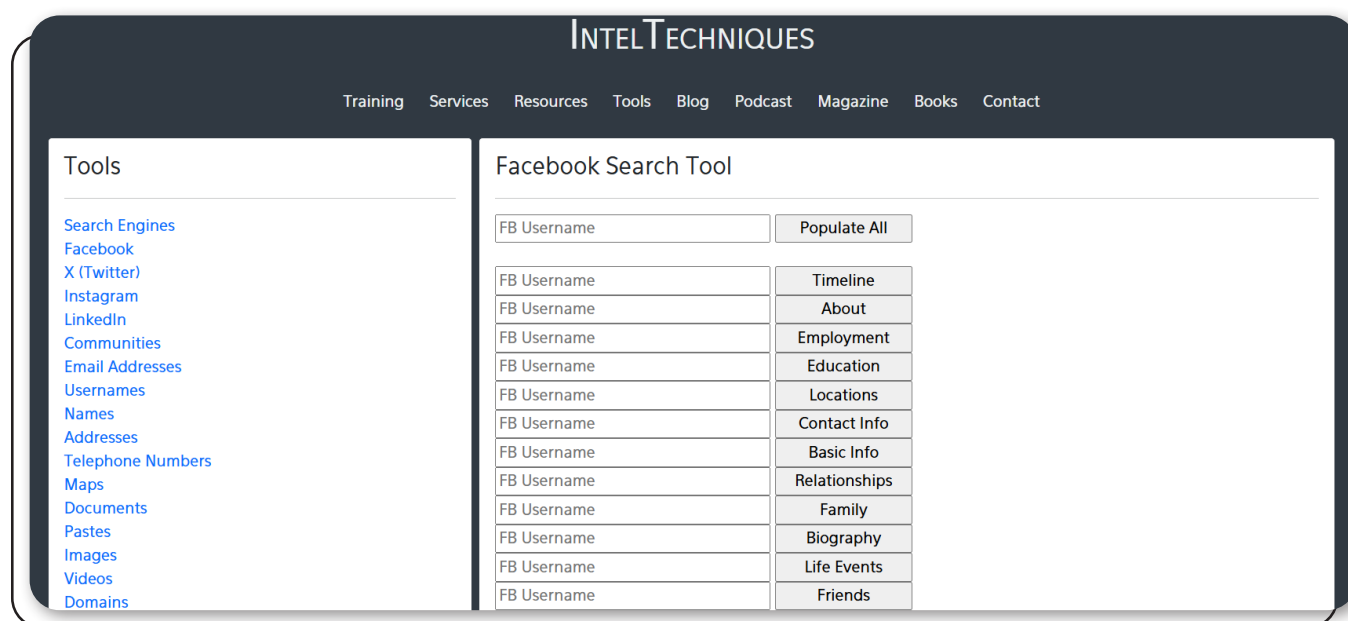 INTELTECHNIQUES
Training Services Resources Tools Blog Podcast Magazine Books Contact
Tools
Search Engines
Facebook
X (Twitter)
Instagram
LinkedIn
Communities
Email Addresses
Usernames
Names
Addresses
Telephone Numbers
Maps
Documents
Pastes
Images
Videos
Domains
Facebook Search Tool
FB Username Populate All
FB Username Timeline
FB Username About
FB Username Employment
FB Username Education
FB Username Locations
FB Username Contact Info
FB Username Basic Info
FB Username Relationships
FB Username Family
FB Username Biography
FB Username Life Events
FB Username Friends